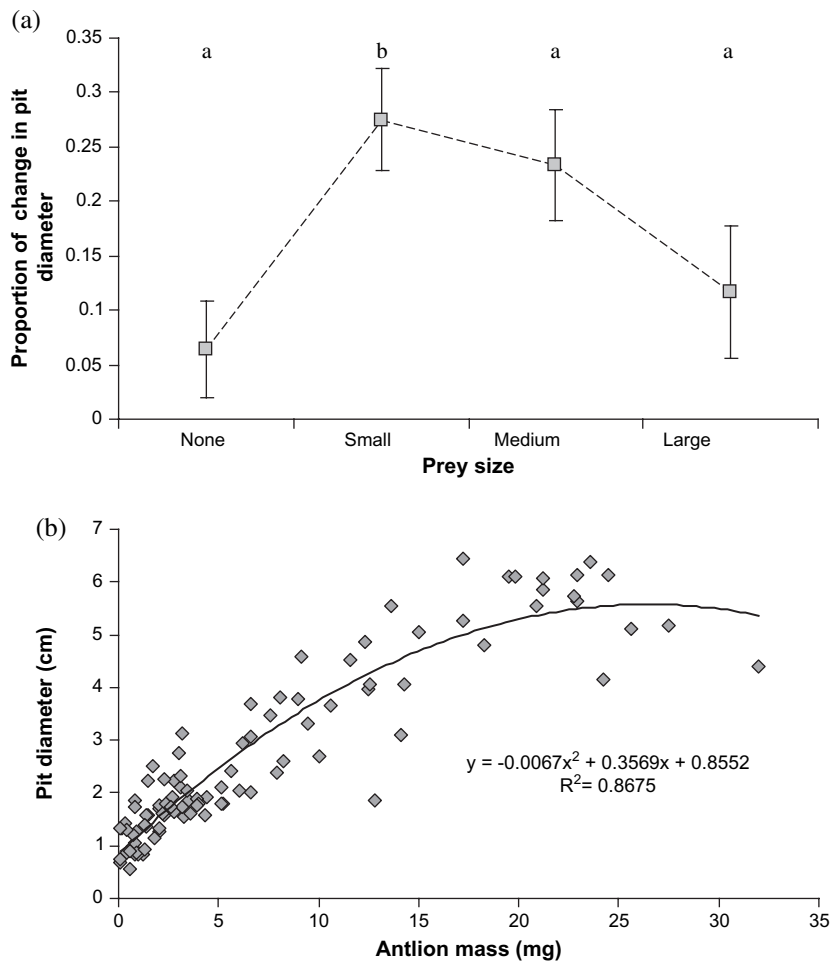 (a)
0.35
0.3
0.25
0.2
0.15
0.1
0.05
0
a b a a
Proportion of change in pit
diameter
None Small Medium Large
Prey size
(b)
7
6
5
4
3
2
1
0
Pit diameter (cm)
y = -0.0067x² + 0.3569x + 0.8552
R²= 0.8675
0 5 10 15 20 25 30 35
Antlion mass (mg)